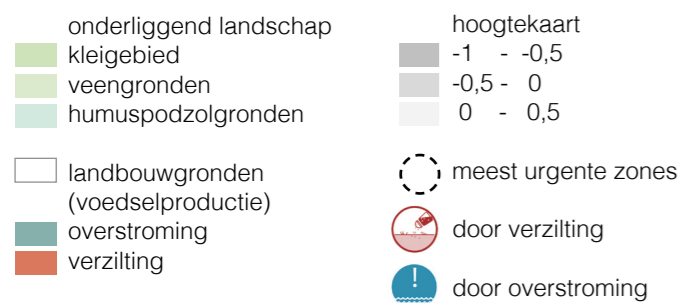 onderliggend landschap
kleigebied
veengronden
humuspodzolgronden
landbouwgronden
(voedselproductie)
overstroming
verzilting
hoogtekaart
-1 - -0,5
-0,5 - 0
0 - 0,5
meest urgente zones
door verzilting
!
door overstroming